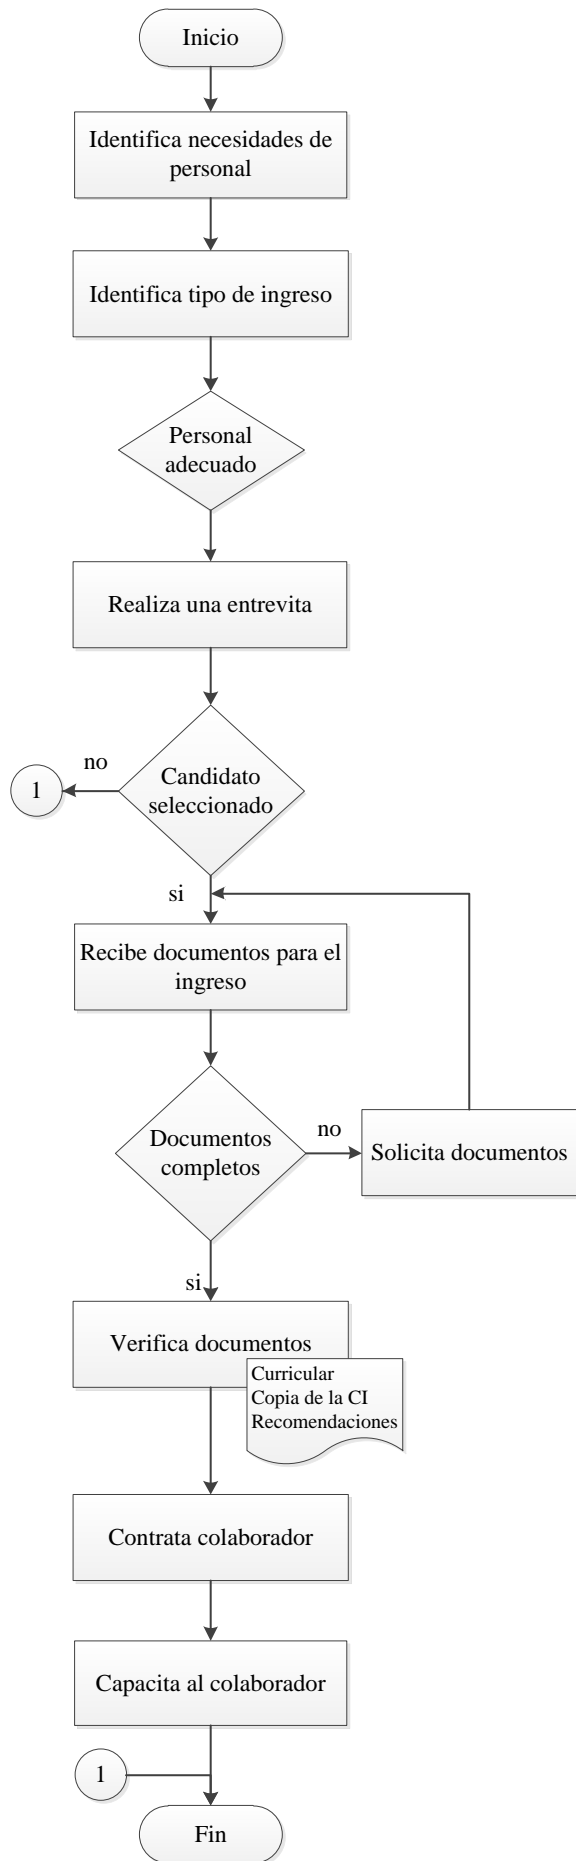 Inicio
Identifica necesidades de
personal
Identifica tipo de ingreso
Personal
adecuado
Realiza una entrevita
no
1
Candidato
seleccionado
si
Recibe documentos para el
ingreso
Documentos
completos
no
Solicita documentos
si
Verifica documentos
Curricular
Copia de la CI
Recomendaciones
Contrata colaborador
Capacita al colaborador
1
Fin